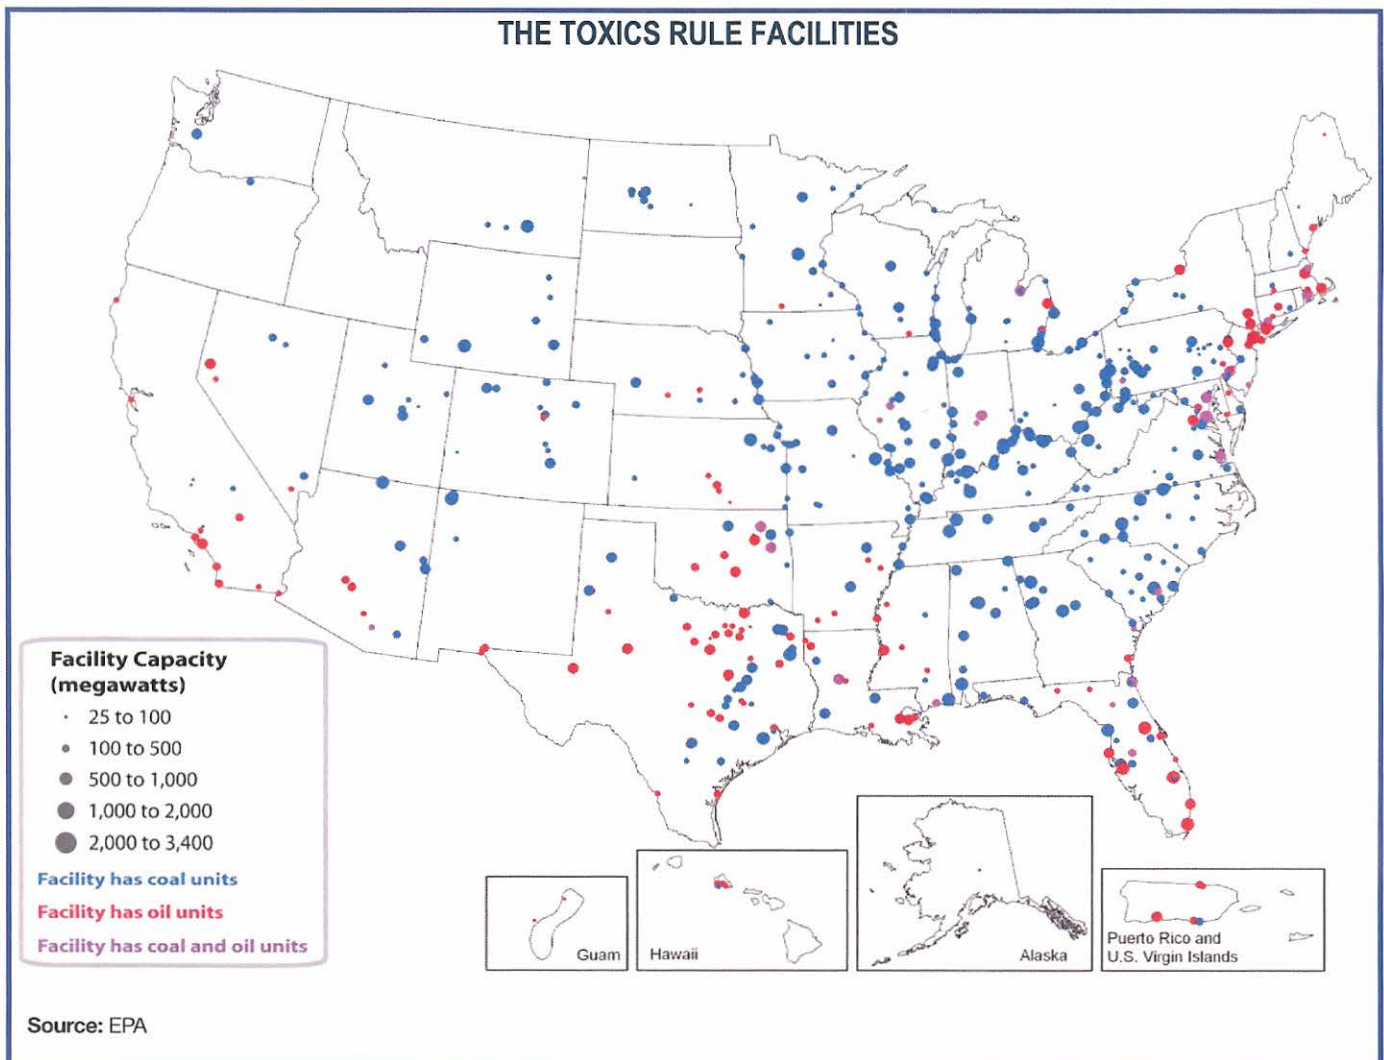 THE TOXICS RULE FACILITIES
Facility Capacity
(megawatts)
25 to 100
100 to 500
500 to 1,000
1,000 to 2,000
2,000 to 3,400
Facility has coal units
Facility has oil units
Facility has coal and oil units
Guam
Hawaii
Alaska
Puerto Rico and
U.S. Virgin Islands
Source: EPA